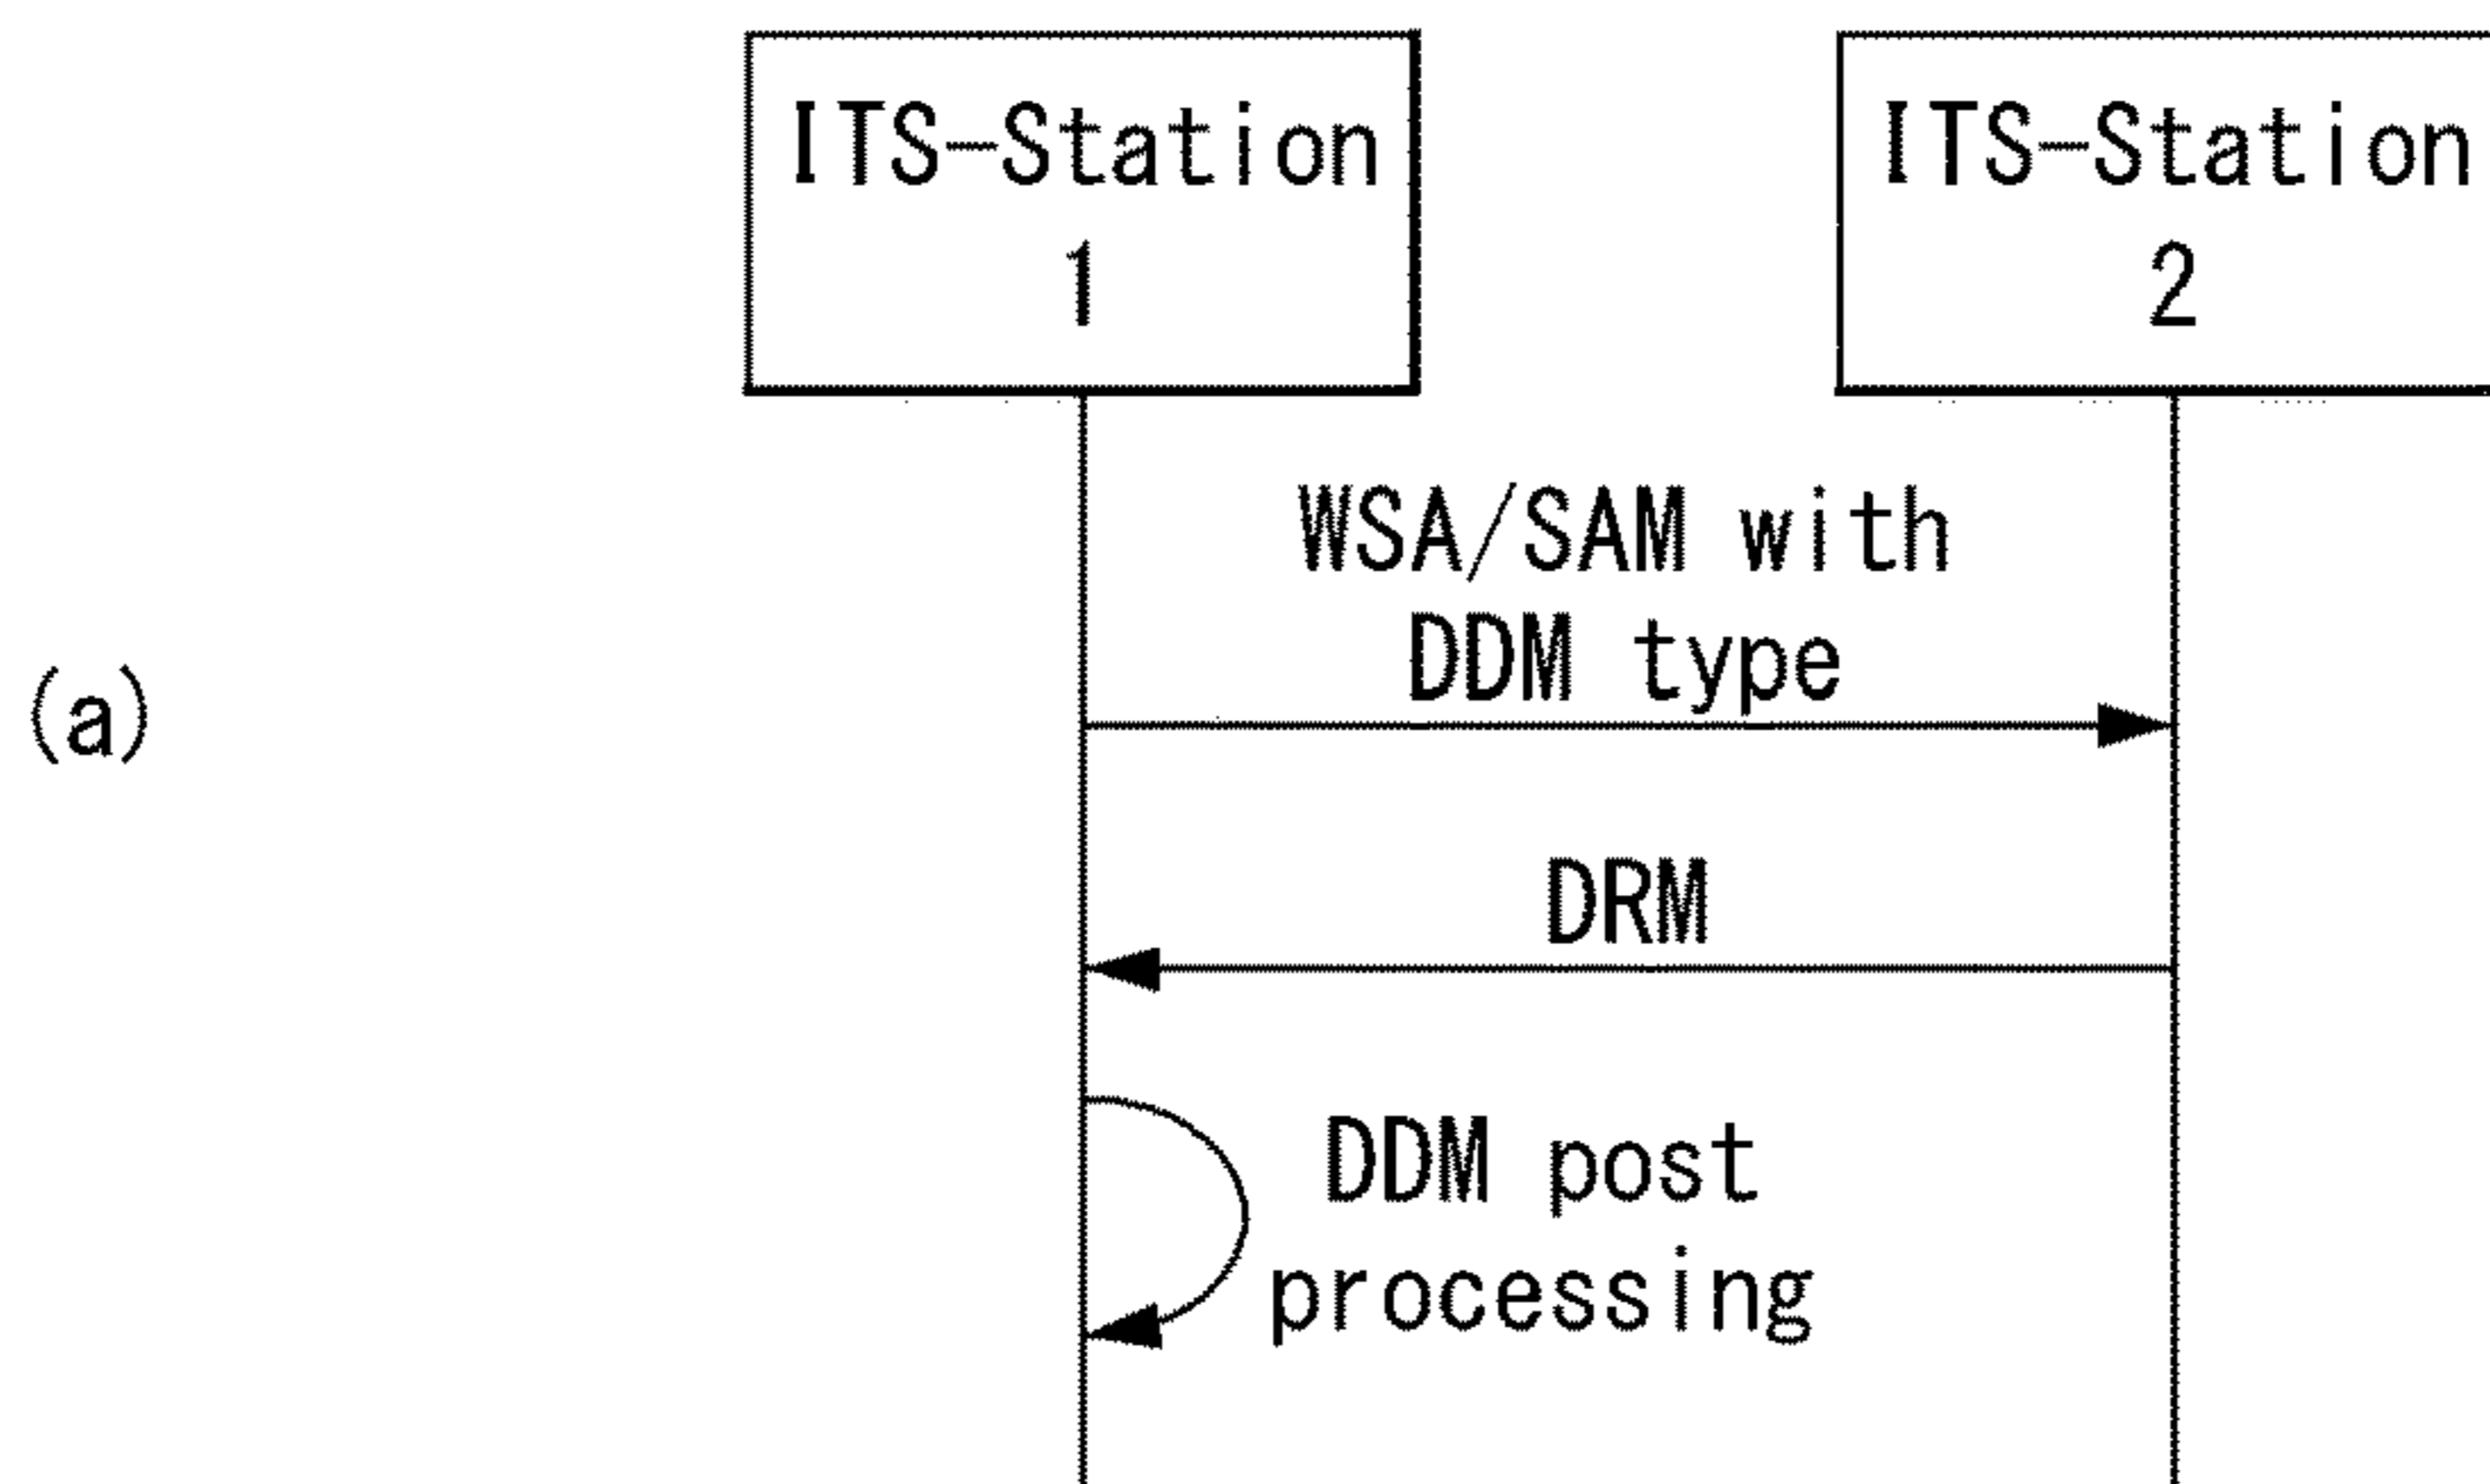 ITS-Station
1
ITS-Station
2
WSA/SAM with
DDM type
(a)
DRM
DDM post
processing